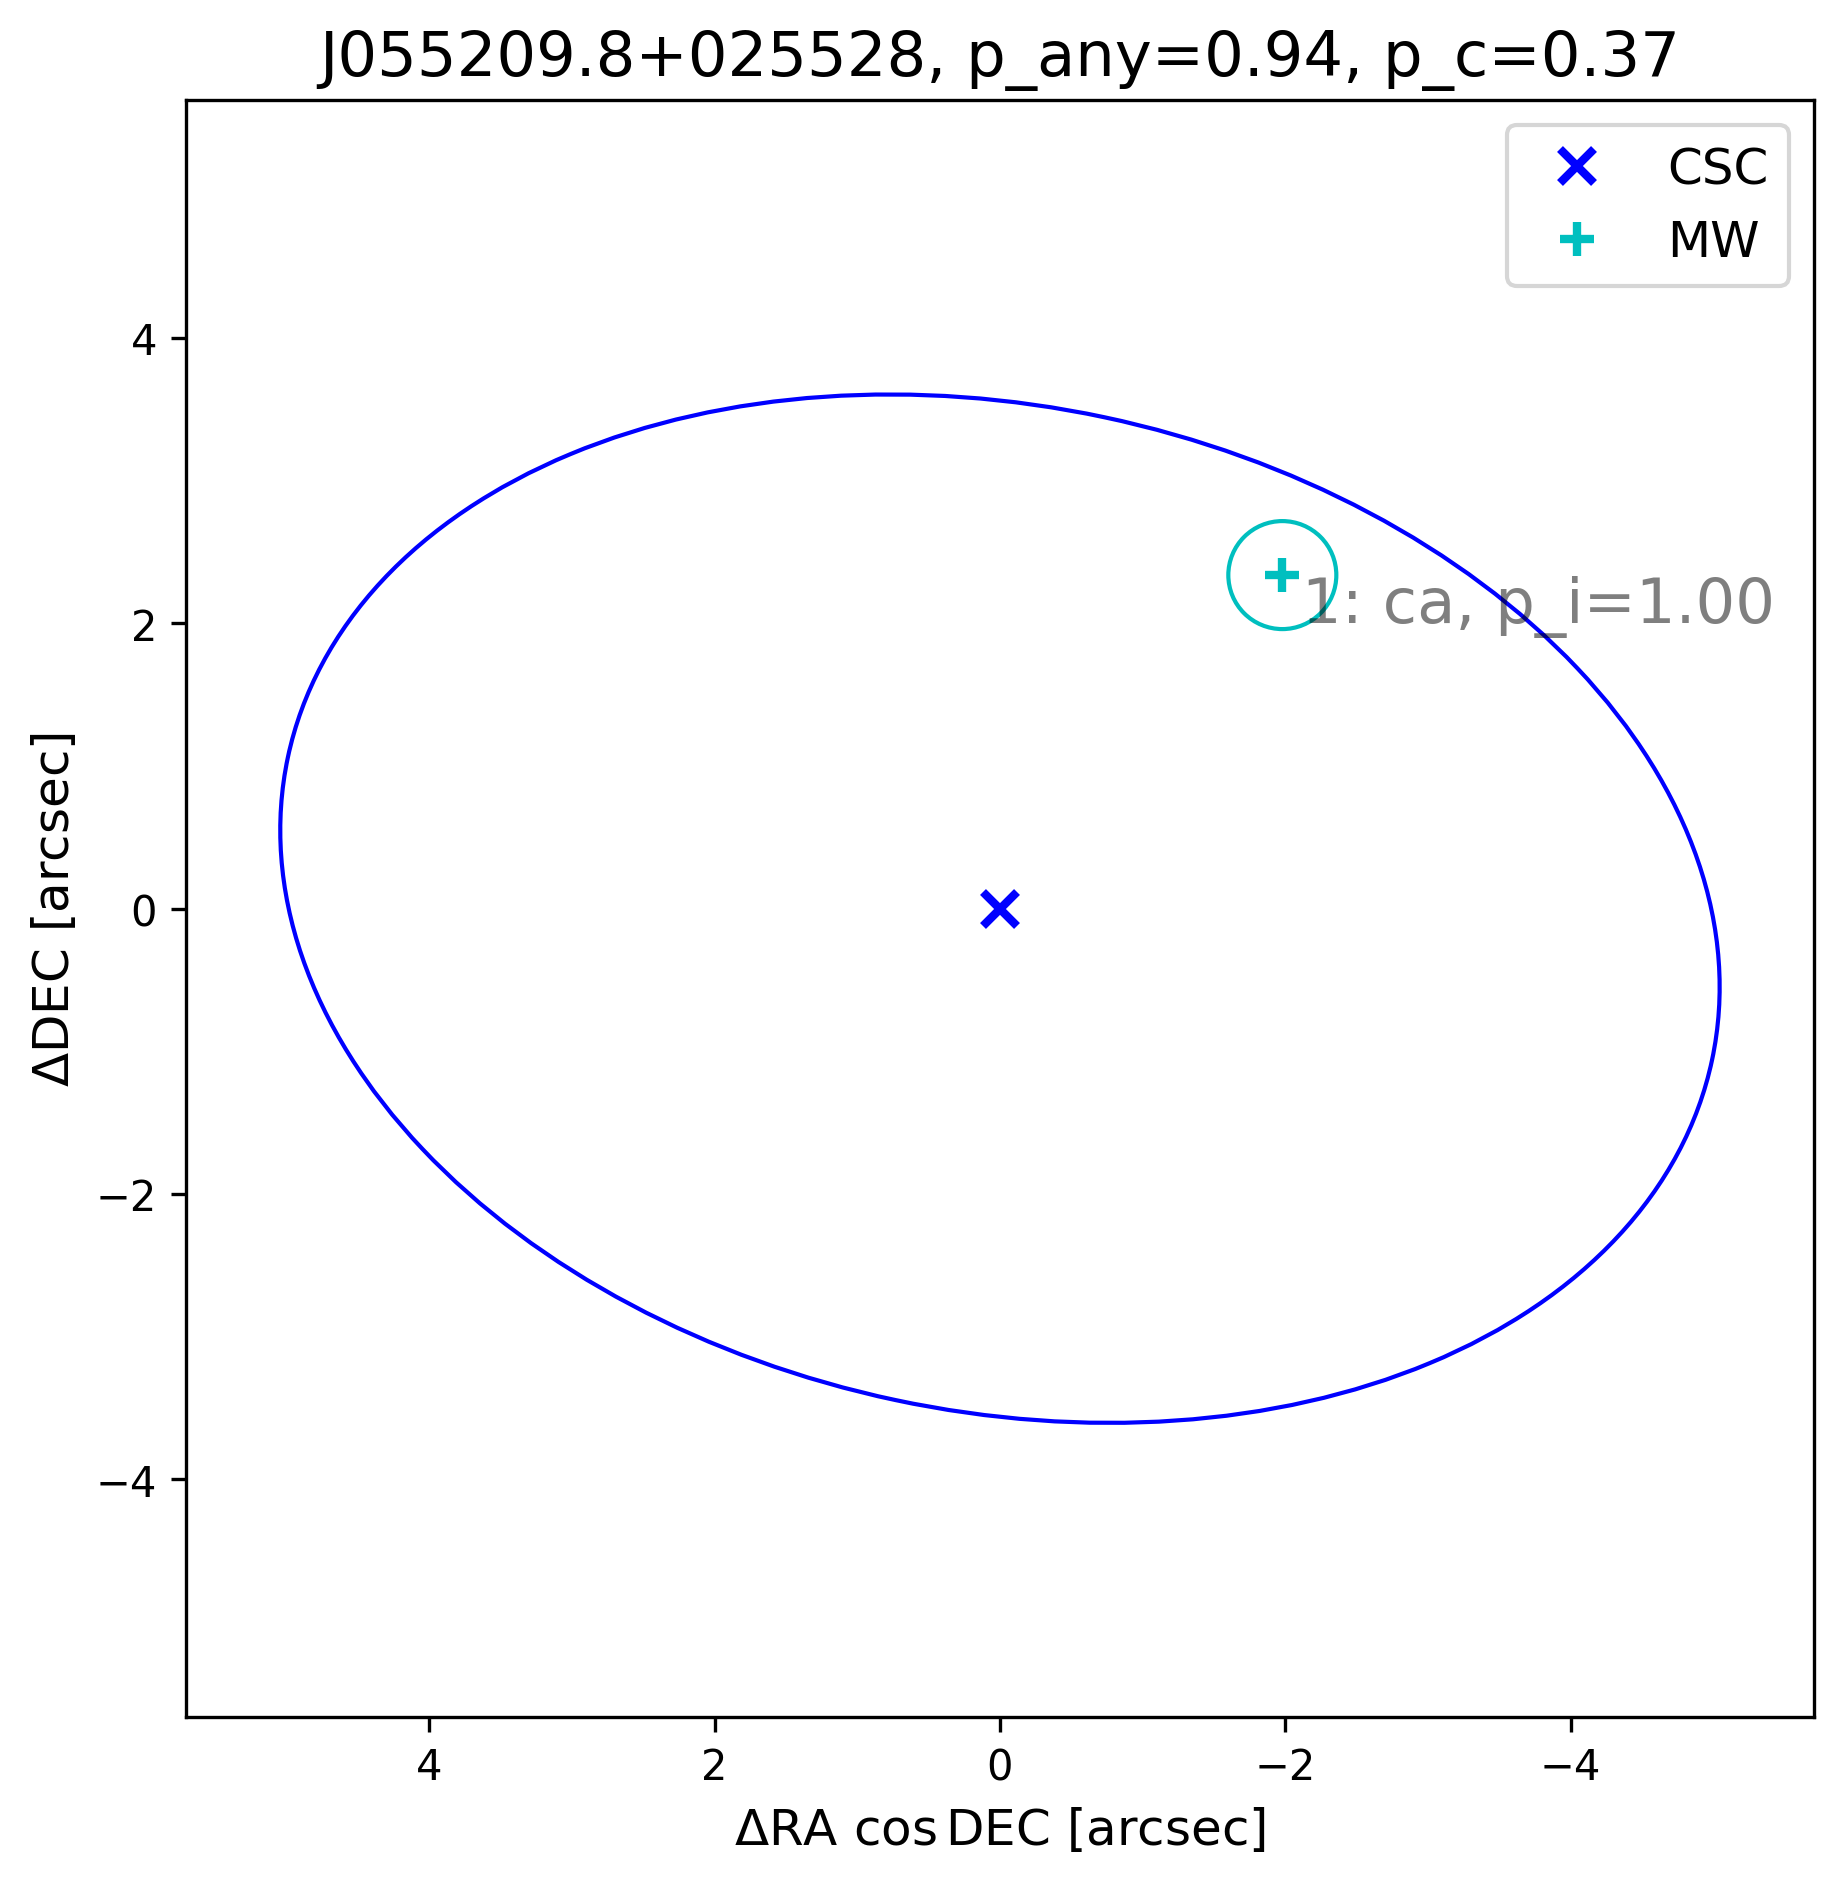 J055209.8+025528, p_any=0.94, p_c=0.37
CSC
MW
4
2
0
−2
−4
1: ca, p_i=1.00
ΔDEC [arcsec]
4 2 0 −2 −4
ΔRA cos DEC [arcsec]